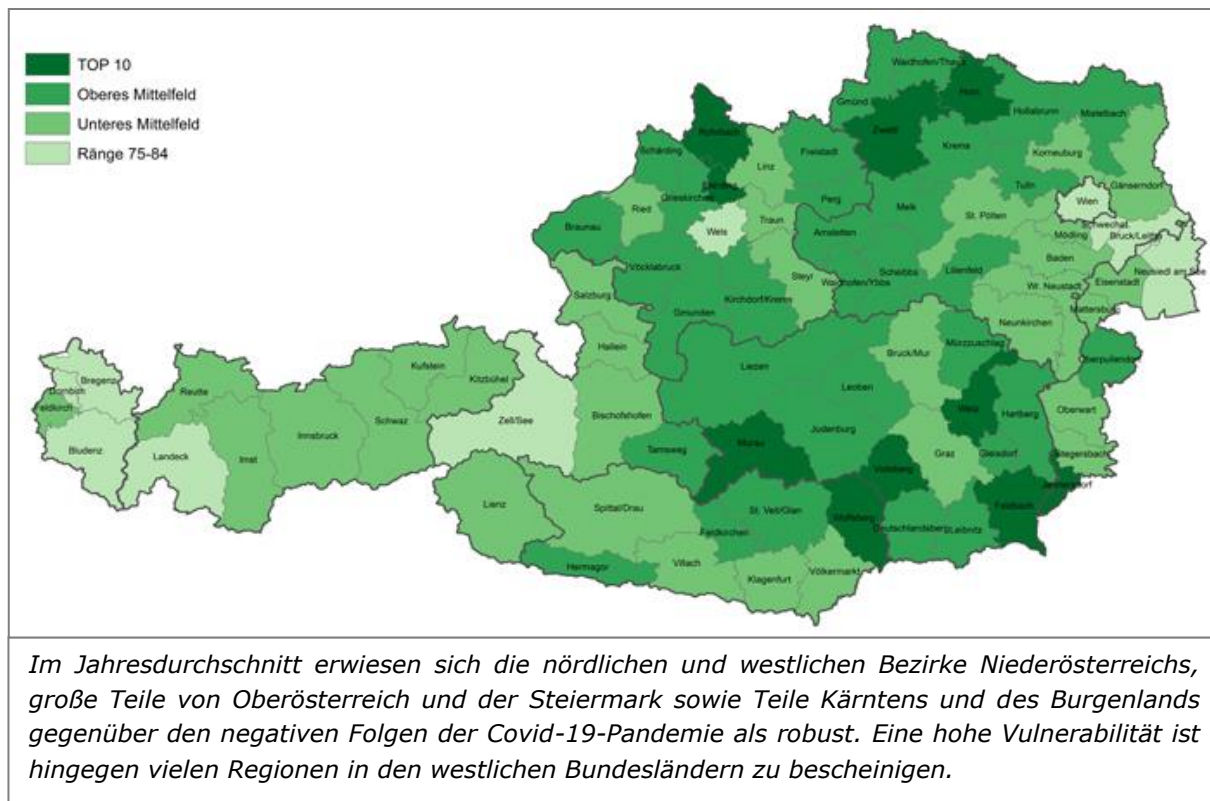 TOP 10
Oberes Mittelfeld
Unteres Mittelfeld
Ränge 75-84
Waidhofen/Thaya
Horn
Gmünd
Hollabrunn
Mistelbach
Rohrbach
Zwettl
Schärding
Linz
Freistadt
Krems
Korneuburg
Eferding
Grieskirchen
Tulln
Gänserndorf
Perg
Melk
Wien
Ried
Wels
Traun
St. Pölten
Schwechat
Braunau
Amstetten
Mödling
Bruck/Leitha
Baden
Vöcklabruck
Steyr
Scheibbs
Lilienfeld
Neusiedl am See
Waidhofen/Ybbs
Wr. Neustadt
Eisenstadt
Salzburg
Kirchdorf/Krems
Mattersburg
Gmunden
Neunkirchen
Hallein
Bruck/Mur
Mürzzuschlag
Oberpullendorf
Kufstein
Liezen
Bregenz
Kitzbühel
Leoben
Dornbirn
Reutte
Feldkirch
Schwaz
Bischofshofen
Weiz
Hartberg
Oberwart
Zell/See
Innsbruck
Judenburg
Bludenz
Landeck
Imst
Tamsweg
Murau
Graz
Gleisdorf
Stegersbach
Voitsberg
Jennersdorf
Lienz
Spittal/Drau
St. Veit/Glan
Wolfsberg
Feldbach
Feldkirchen
Deutschlandsberg
Leibnitz
Hermagor
Villach
Klagenfurt
Völkermarkt
Im Jahresdurchschnitt erwiesen sich die nördlichen und westlichen Bezirke Niederösterreichs,
große Teile von Oberösterreich und der Steiermark sowie Teile Kärntens und des Burgenlands
gegenüber den negativen Folgen der Covid-19-Pandemie als robust. Eine hohe Vulnerabilität ist
hingegen vielen Regionen in den westlichen Bundesländern zu bescheinigen.